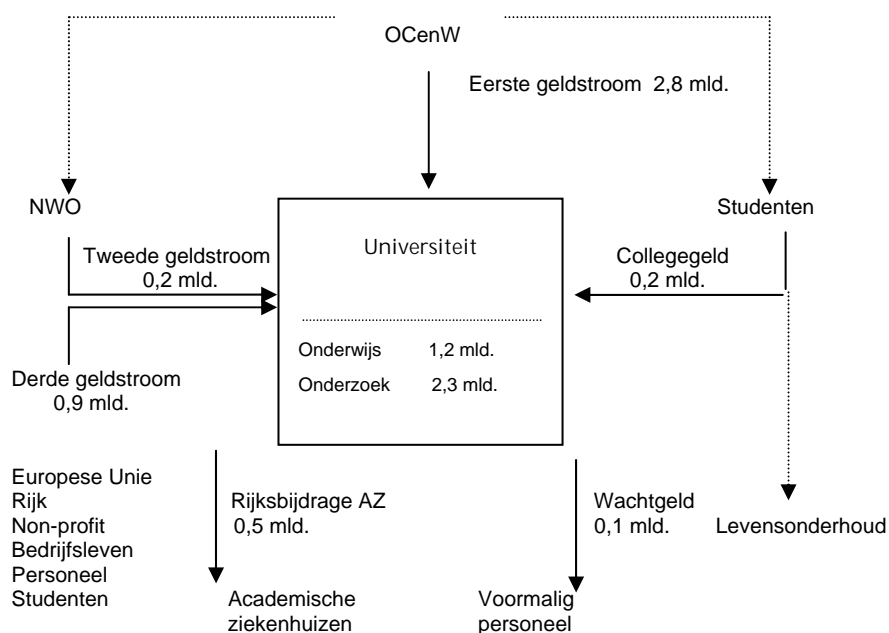 OCenW
Eerste geldstroom 2,8 mld.
NWO
Studenten
Universiteit
Tweede geldstroom
0,2 mld.
Collegegeld
0,2 mld.
Onderwijs 1,2 mld.
Onderzoek 2,3 mld.
Derde geldstroom
0,9 mld.
Europese Unie
Rijk
Non-profit
Bedrijfsleven
Personeel
Studenten
Rijksbijdrage AZ
0,5 mld.
Wachtgeld
0,1 mld.
Levensonderhoud
Academische
ziekenhuizen
Voormalig
personeel